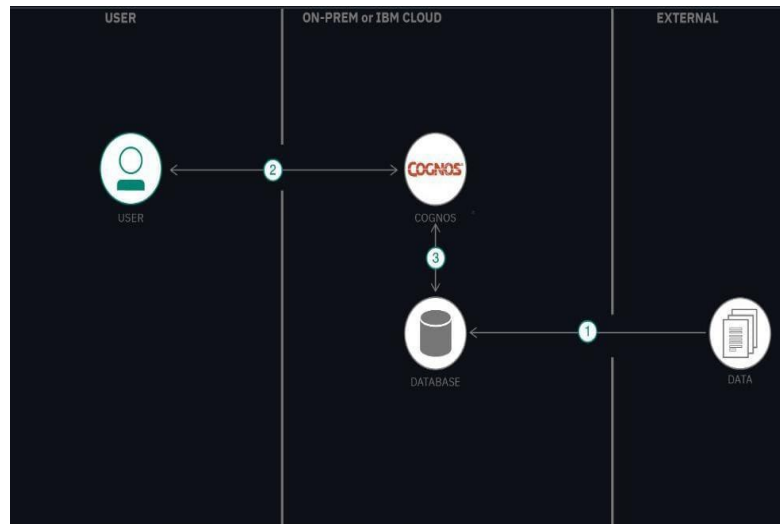 USER
ON-PREM or IBM CLOUD
EXTERNAL
2
COGNOS
USER
COGNOS
3
1
DATABASE
DATA